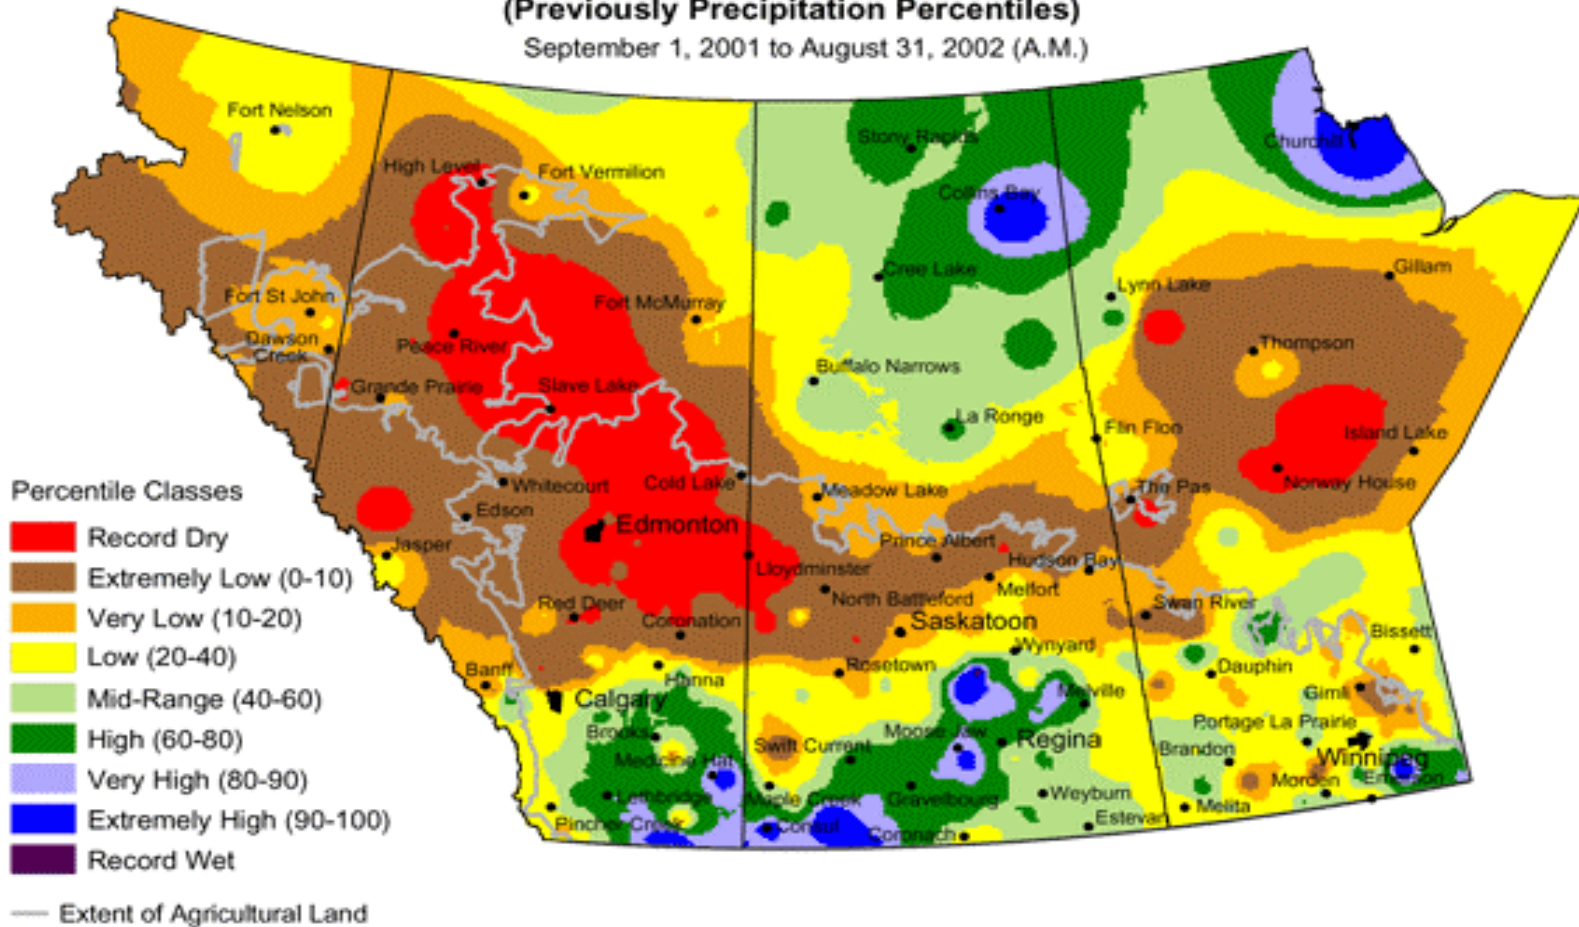 (Previously Precipitation Percentiles)
September 1, 2001 to August 31, 2002 (A.M.)
Fort Nelson
High Level
Fort Vermilion
Stony Rapids
Churchill
Collins Bay
Cree Lake
Lynn Lake
Gillam
Fort St John
Fort McMurray
Dawson
Creek
Peace River
Thompson
Grande Prairie
Slave Lake
Buffalo Narrows
La Ronge
Flin Flon
Island Lake
Whitecourt
Cold Lake
Meadow Lake
The Pas
Norway House
Edson
Edmonton
Jasper
Prince Albert
Hudson Bay
Lloydminster
Melfort
North Battleford
Red Deer
Swan River
Coronation
Saskatoon
Bissett
Wynyard
Banff
Hanna
Rosetown
Dauphin
Calgary
Melville
Gimli
Brooks
Moose Jaw
Regina
Portage La Prairie
Swift Current
Brandon
Winnipeg
Medicine Hat
Morden
Emerson
Lethbridge
Maple Creek
Gravelbourg
Weyburn
Melita
Pincher Creek
Consul
Coronach
Estevan
Percentile Classes
Record Dry
Extremely Low (0-10)
Very Low (10-20)
Low (20-40)
Mid-Range (40-60)
High (60-80)
Very High (80-90)
Extremely High (90-100)
Record Wet
Extent of Agricultural Land